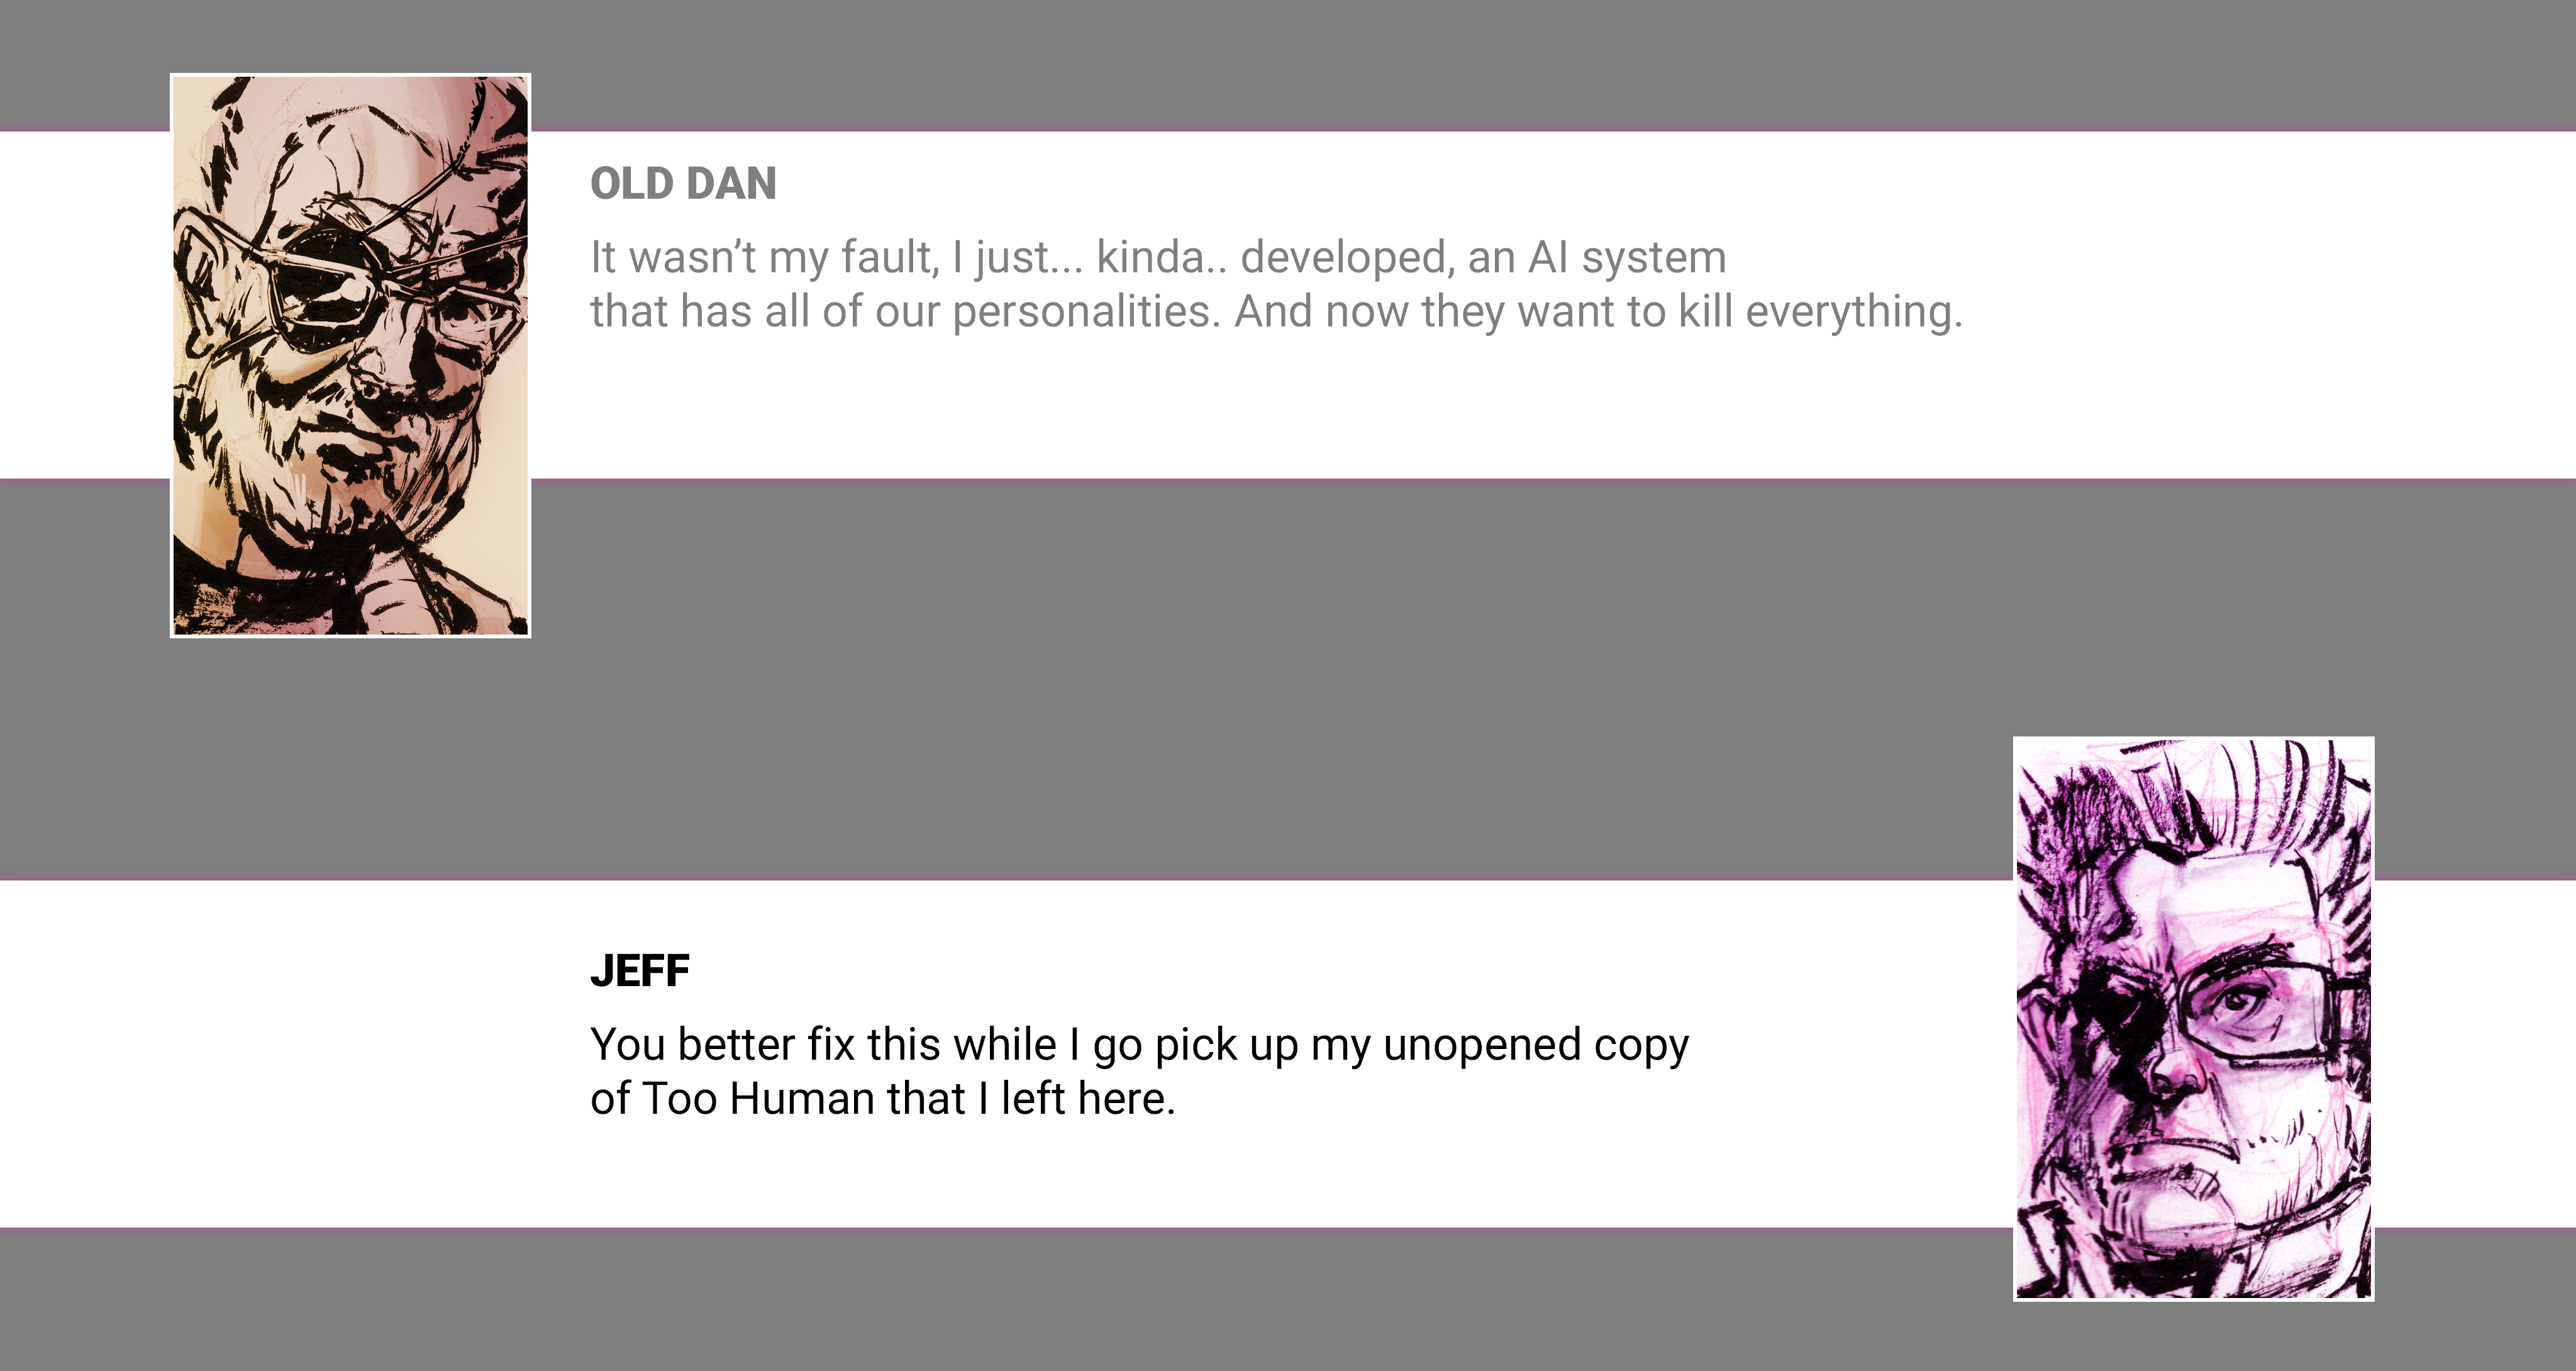 OLD DAN
It wasn’t my fault, I just... kinda.. developed, an AI system
that has all of our personalities. And now they want to kill everything.
JEFF
You better fix this while I go pick up my unopened copy
of Too Human that I left here.